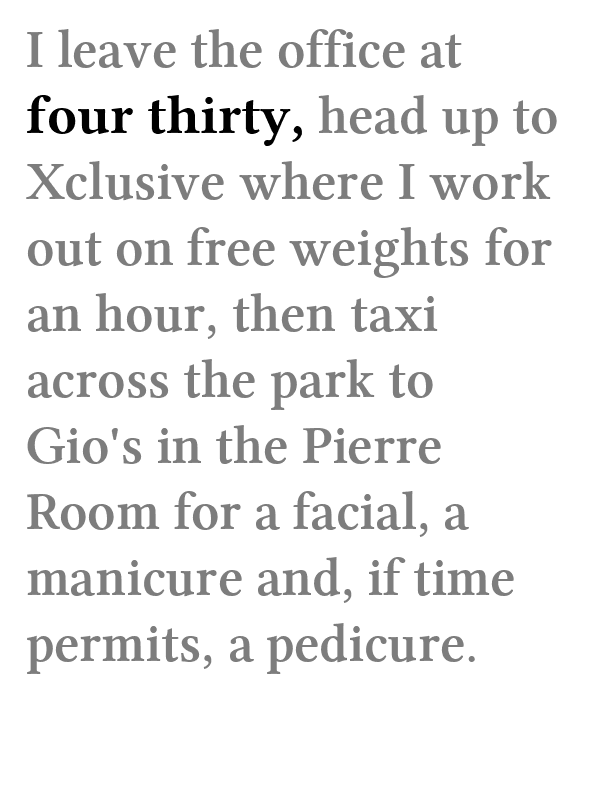 I leave the office at
four thirty, head up to
Xclusive where I work
out on free weights for
an hour, then taxi
across the park to
Gio's in the Pierre
Room for a facial, a
manicure and, if time
permits, a pedicure.